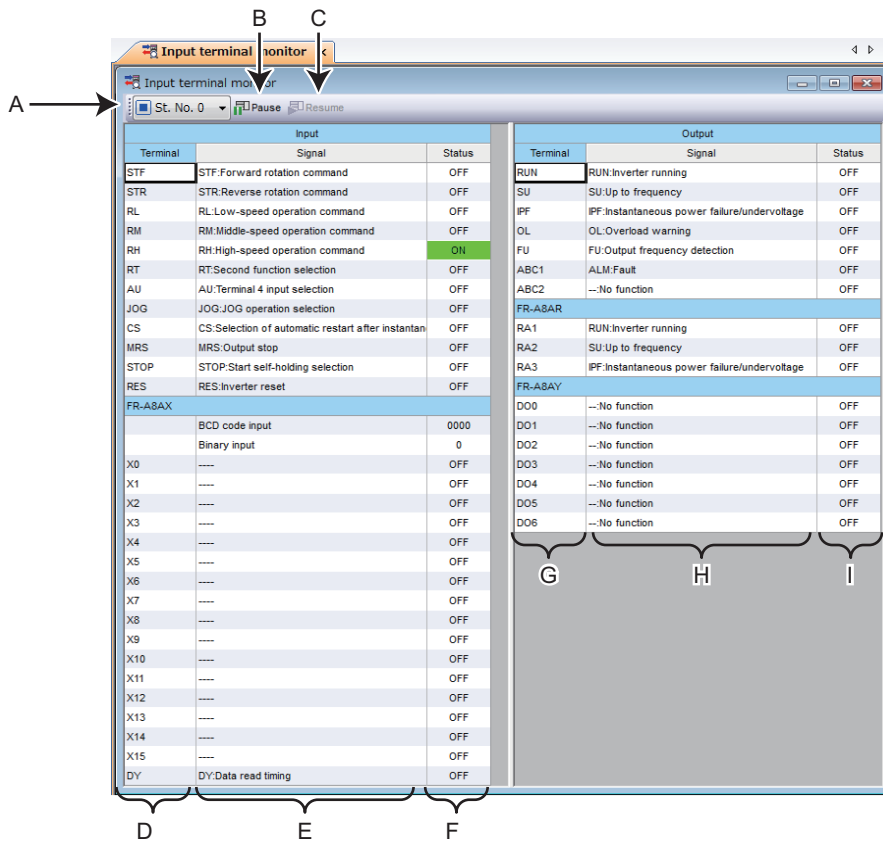 B C
Input terminal monitor x
Input terminal monitor
A
St. No. 0 Pause Resume
Input
Terminal Signal Status
STF STF:Forward rotation command OFF
STR STR:Reverse rotation command OFF
RL RL:Low-speed operation command OFF
RM RM:Middle-speed operation command OFF
RH RH:High-speed operation command ON
RT RT:Second function selection OFF
AU AU:Terminal 4 input selection OFF
JOG JOG:JOG operation selection OFF
CS CS:Selection of automatic restart after instantan OFF
MRS MRS:Output stop OFF
STOP STOP:Start self-holding selection OFF
RES RES:Inverter reset OFF
FR-A8AX
BCD code input 0000
Binary input 0
X0 ---- OFF
X1 ---- OFF
X2 ---- OFF
X3 ---- OFF
X4 ---- OFF
X5 ---- OFF
X6 ---- OFF
X7 ---- OFF
X8 ---- OFF
X9 ---- OFF
X10 ---- OFF
X11 ---- OFF
X12 ---- OFF
X13 ---- OFF
X14 ---- OFF
X15 ---- OFF
DY DY:Data read timing OFF
D E F
Output
Terminal Signal Status
RUN RUN:Inverter running OFF
SU SU:Up to frequency OFF
IPF IPF:Instantaneous power failure/undervoltage OFF
OL OL:Overload warning OFF
FU FU:Output frequency detection OFF
ABC1 ALM:Fault OFF
ABC2 --:No function OFF
FR-A8AR
RA1 RUN:Inverter running OFF
RA2 SU:Up to frequency OFF
RA3 IPF:Instantaneous power failure/undervoltage OFF
FR-A8AY
DO0 --:No function OFF
DO1 --:No function OFF
DO2 --:No function OFF
DO3 --:No function OFF
DO4 --:No function OFF
DO5 --:No function OFF
DO6 --:No function OFF
G H I